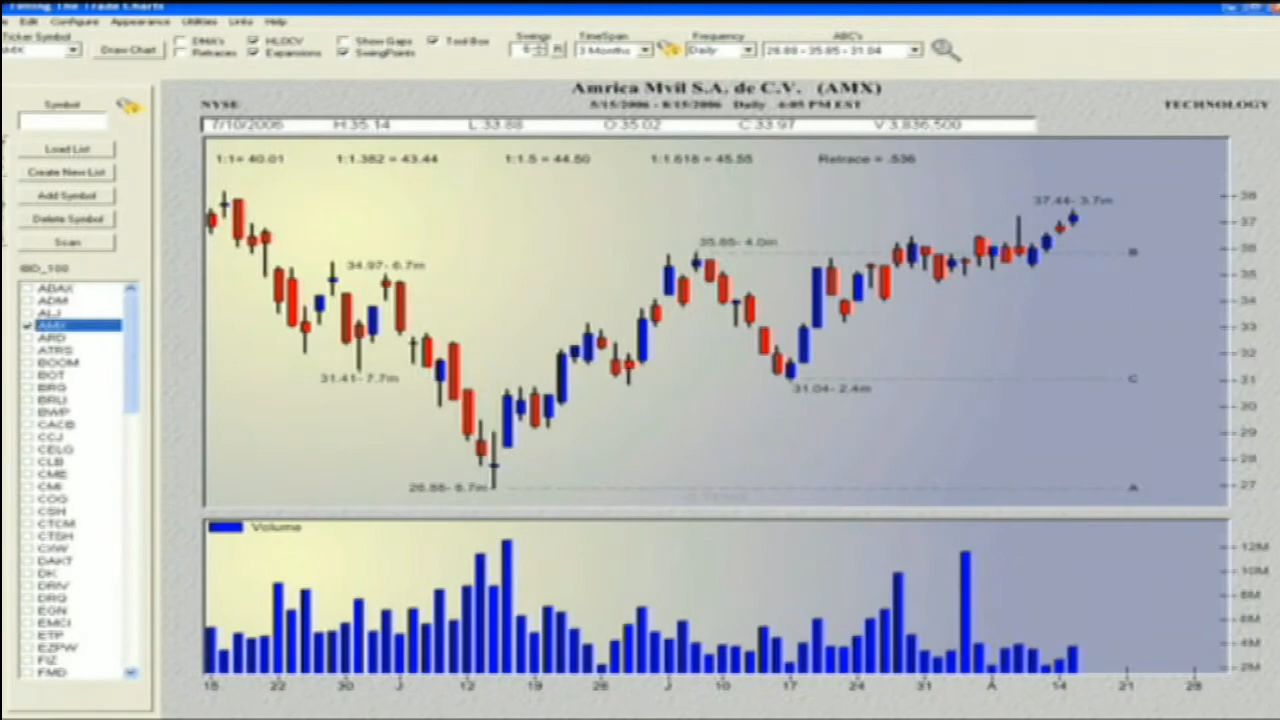 Timing The Trade Charts
Edit Configure Appearance Utilities Links Help
Ticker Symbol
AMX
Draw Chart
DMA's HLOCV Show Gaps Tool Box
Retraces Expansions SwingPoints
Swings TimeSpan Frequency ABC's
6 R 3 Months Daily 26.88 - 35.85 - 31.04
Amrica Mvil S.A. de C.V. (AMX)
NYSE 5/15/2006 - 8/15/2006 Daily 6:05 PM EST TECHNOLOGY
7/10/2006 H:35.14 L:33.88 O:35.02 C:33.97 V:3,836,500
1:1= 40.01 1:1.382 = 43.44 1:1.5 = 44.50 1:1.618 = 45.55 Retrace = .536
37.44- 3.7m
35.85- 4.0m
34.97- 6.7m
31.41- 7.7m
31.04- 2.4m
26.88- 8.7m
B
C
A
38
37
36
35
34
33
32
31
30
29
28
27
Volume
12M
10M
8M
6M
4M
2M
15 22 30 J 12 19 26 J 10 17 24 31 A 14 21 28
Symbol
Load List
Create New List
Add Symbol
Delete Symbol
Scan
IBD_100
ABAX
ADM
ALJ
AMX
ARD
ATRS
BOOM
BOT
BRG
BRLI
BWP
CACB
CCJ
CELG
CLB
CME
CMI
COG
CSH
CTCM
CTSH
CXW
DAKT
DK
DRIV
DRQ
EGN
EMCI
ETP
EZPW
FIZ
FMD